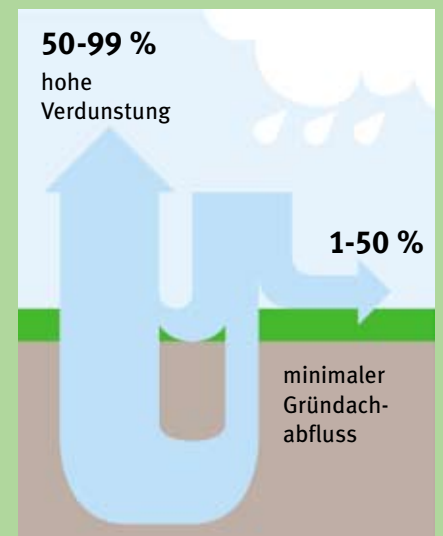 50-99 %
hohe
Verdunstung
1-50 %
minimaler
Gründach-
abfluss